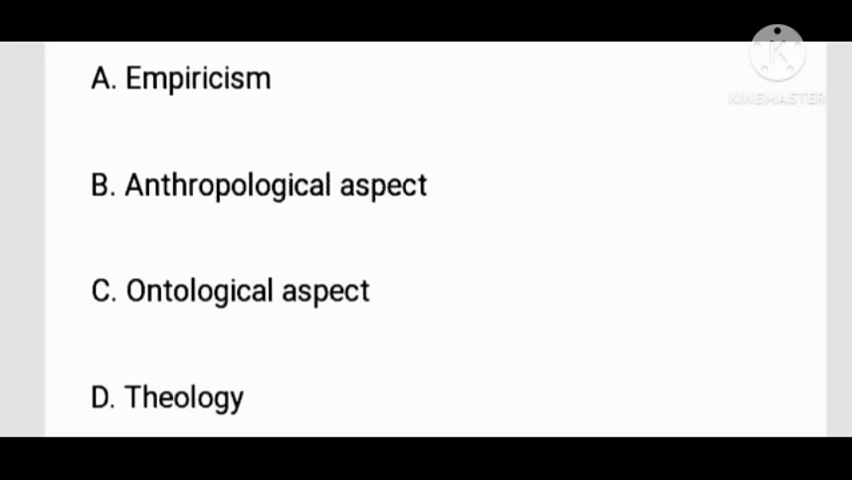 A. Empiricism
KINEMASTER
B. Anthropological aspect
C. Ontological aspect
D. Theology